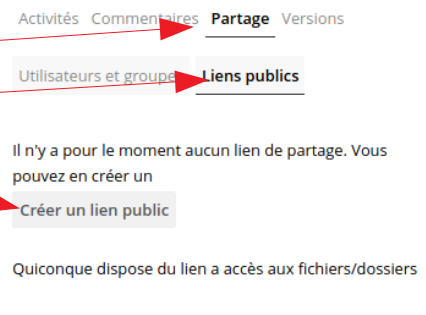 Activités Commentaires Partage Versions
Utilisateurs et groupes Liens publics
Il n'y a pour le moment aucun lien de partage. Vous
pouvez en créer un
Créer un lien public
Quiconque dispose du lien a accès aux fichiers/dossiers